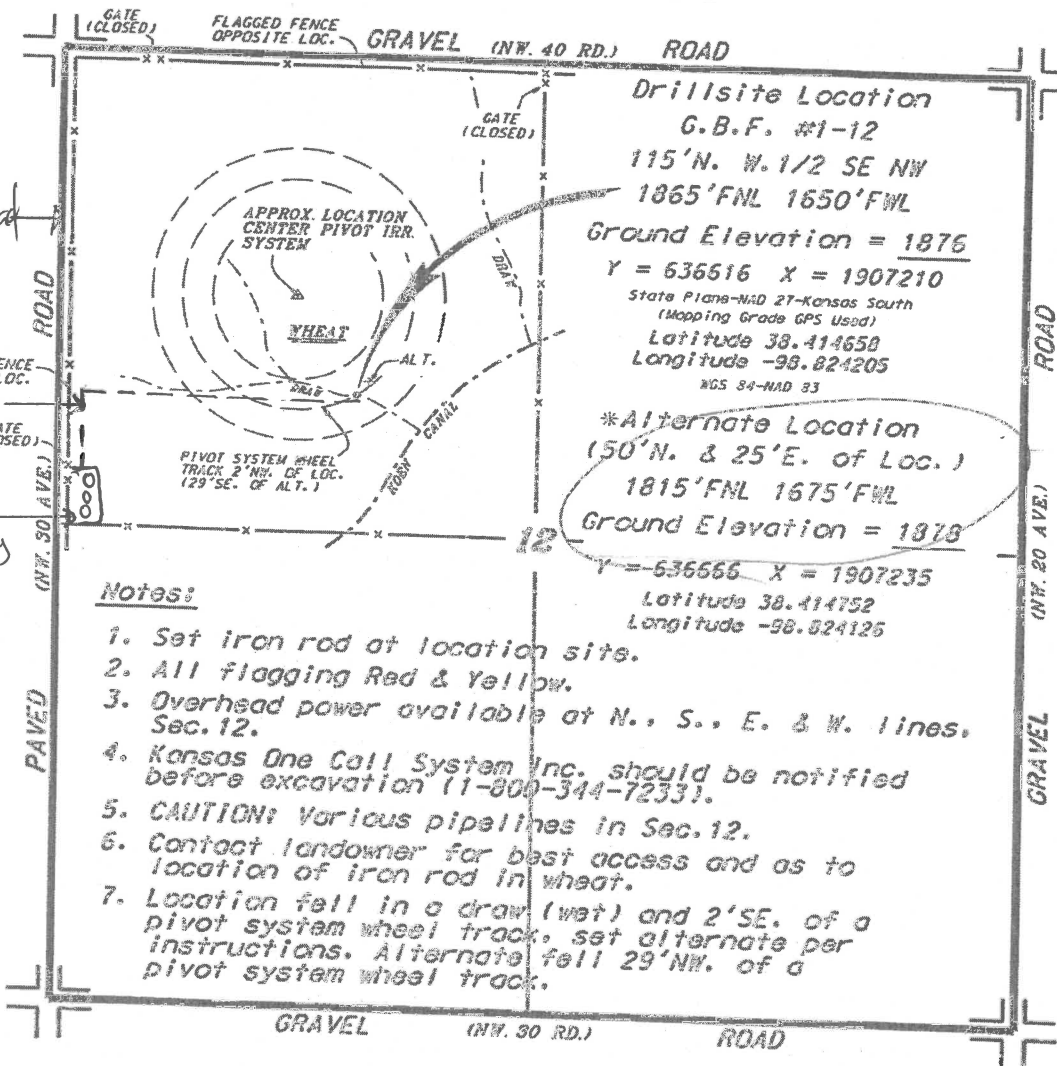 GATE
(CLOSED)
FLAGGED FENCE
OPPOSITE LOC.
GRAVEL (NW. 40 RD.) ROAD
GATE
(CLOSED)
Drillsite Location
G.B.F. #1-12
115'N. W.1/2 SE NW
1865'FNL 1650'FWL
Ground Elevation = 1876
Y = 636616 X = 1907210
State Plane-NAD 27-Kansas South
(Mapping Grade GPS Used)
Latitude 38.414658
Longitude -98.824205
WGS 84-NAD 83
*Alternate Location
(50'N. & 25'E. of Loc.)
1815'FNL 1675'FWL
Ground Elevation = 1878
Y = 636666 X = 1907235
Latitude 38.414752
Longitude -98.824126
APPROX. LOCATION
CENTER PIVOT IRR.
SYSTEM
WHEAT
DRAW
ALT.
DRAW
PIVOT SYSTEM WHEEL
TRACK 2'NW. OF LOC.
(29'SE. OF ALT.)
KOEN CANAL
12
ROAD
ENCE
LOC.
ATE
OSED)
(NW. 30 AVE.)
PAVED
ROAD
(NW. 20 AVE.)
GRAVEL
Notes:
1. Set iron rod at location site.
2. All flagging Red & Yellow.
3. Overhead power available at N., S., E. & W. lines,
Sec.12.
4. Kansas One Call System Inc. should be notified
before excavation (1-800-344-7233).
5. CAUTION: Various pipelines in Sec.12.
6. Contact landowner for best access and as to
location of iron rod in wheat.
7. Location fell in a draw (wet) and 2'SE. of a
pivot system wheel track, set alternate per
instructions. Alternate fell 29'NW. of a
pivot system wheel track.
GRAVEL (NW. 30 RD.) ROAD